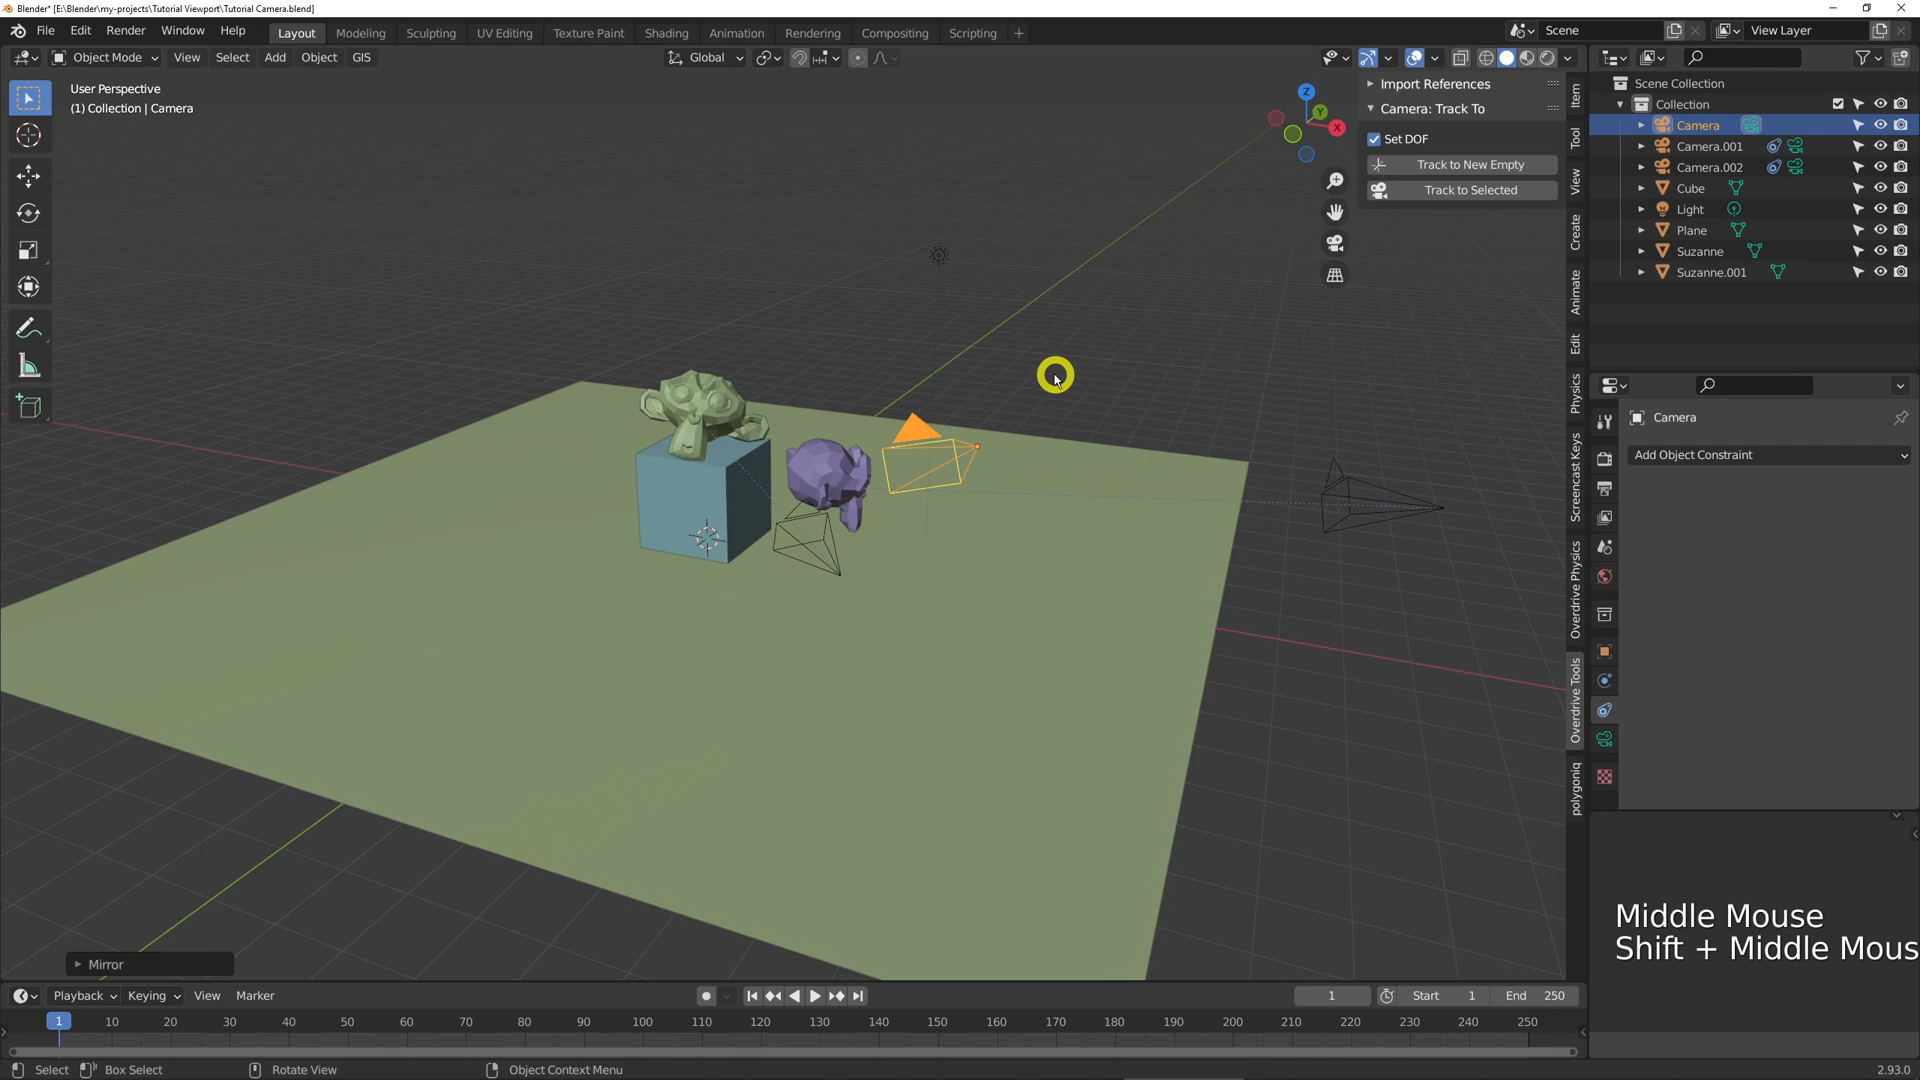 Blender* [E:\Blender\my-projects\Tutorial Viewport\Tutorial Camera.blend]
File Edit Render Window Help Layout Modeling Sculpting UV Editing Texture Paint Shading Animation Rendering Compositing Scripting + Scene View Layer
Object Mode View Select Add Object GIS Global
User Perspective
(1) Collection | Camera
Z
Y
X
Import References
Camera: Track To
Set DOF
Track to New Empty
Track to Selected
Item
Tool
View
Create
Animate
Edit
Physics
Screencast Keys
Overdrive Physics
Overdrive Tools
polygoniq
Scene Collection
Collection
Camera
Camera.001
Camera.002
Cube
Light
Plane
Suzanne
Suzanne.001
Camera
Add Object Constraint
Middle Mouse
Shift + Middle Mous
Mirror
Playback Keying View Marker 1 Start 1 End 250
1 10 20 30 40 50 60 70 80 90 100 110 120 130 140 150 160 170 180 190 200 210 220 230 240 250
Select Box Select Rotate View Object Context Menu 2.93.0